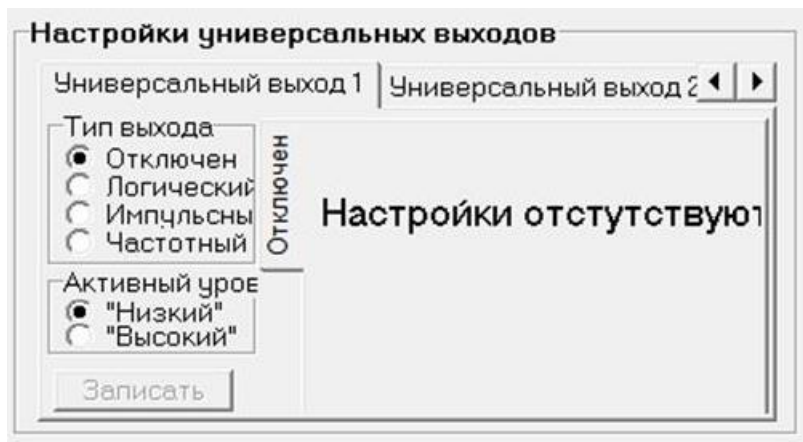 Настройки универсальных выходов
Универсальный выход 1
Универсальный выход 2
Тип выхода
Отключен
Логический
Импульсны
Частотный
Активный уров
"Низкий"
"Высокий"
Записать
Отключен
Настройки отстутствуют